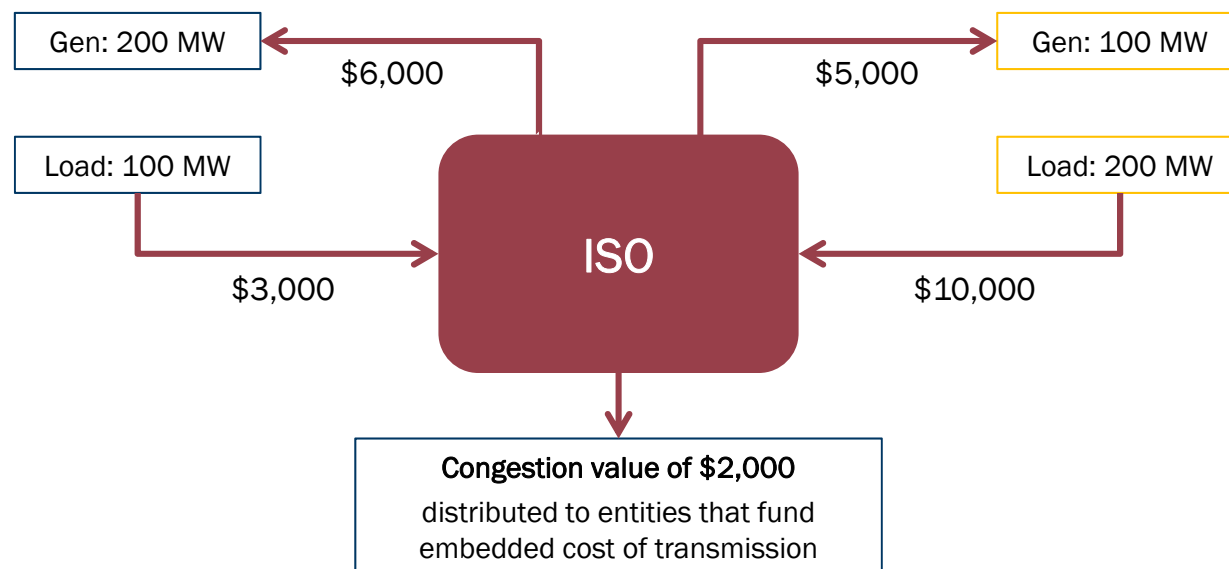 Gen: 200 MW
$6,000
$5,000
Gen: 100 MW
Load: 100 MW
Load: 200 MW
ISO
$3,000
$10,000
Congestion value of $2,000
distributed to entities that fund
embedded cost of transmission